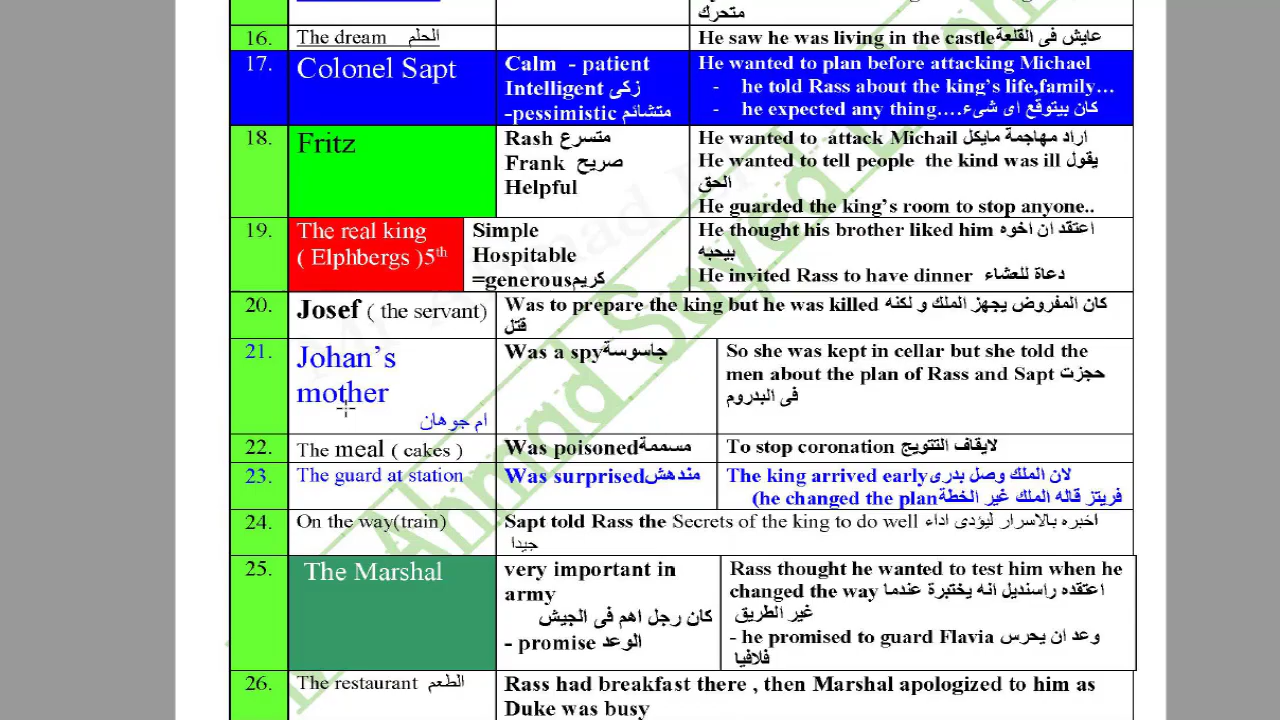 متحرك
16. The dream الحلم He saw he was living in the castle عايش فى القلعة
17. Colonel Sapt Calm - patient He wanted to plan before attacking Michael
Intelligent زكى - he told Rass about the king's life,family…
-pessimistic متشائم - he expected any thing….كان بيتوقع اى شىء
18. Fritz Rash متسرع He wanted to attack Michail اراد مهاجمة مايكل
Frank صريح He wanted to tell people the kind was ill يقول
Helpful الحق
He guarded the king's room to stop anyone..
19. The real king Simple He thought his brother liked him اعتقد ان اخوه
( Elphbergs )5th Hospitable بيحبه
=generous كريم He invited Rass to have dinner دعاة للعشاء
20. Josef ( the servant) Was to prepare the king but he was killed كان المفروض يجهز الملك و لكنه
قتل
21. Johan's Was a spy جاسوسة So she was kept in cellar but she told the
mother men about the plan of Rass and Sapt حجزت
ام جوهان فى البدروم
22. The meal ( cakes ) Was poisoned مسممة To stop coronation لايقاف التتويج
23. The guard at station Was surprised مندهش The king arrived early لان الملك وصل بدرى
(he changed the plan فريتز قاله الملك غير الخطة
24. On the way(train) Sapt told Rass the Secrets of the king to do well اخبره بالاسرار ليؤدى اداء
جيدا
25. The Marshal very important in Rass thought he wanted to test him when he
army changed the way اعتقده راسنديل انه يختبرة عندما
كان رجل اهم فى الجيش غير الطريق
- promise الوعد - he promised to guard Flavia وعد ان يحرس
فلافيا
26. The restaurant الطعم Rass had breakfast there , then Marshal apologized to him as
Duke was busy